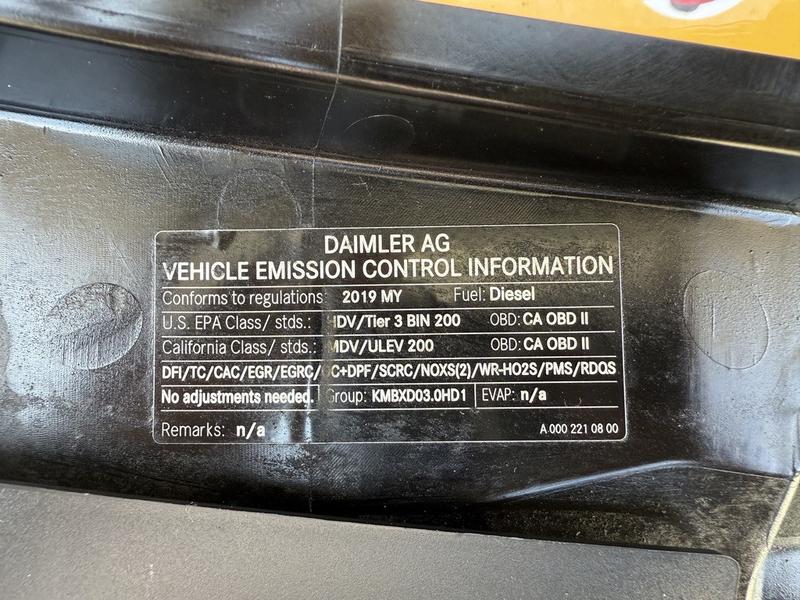 DAIMLER AG
VEHICLE EMISSION CONTROL INFORMATION
Conforms to regulations: 2019 MY Fuel: Diesel
U.S. EPA Class/ stds.: DV/Tier 3 BIN 200 OBD: CA OBD II
California Class/ stds.: MDV/ULEV 200 OBD: CA OBD II
DFI/TC/CAC/EGR/EGRC/ C+DPF/SCRC/NOXS(2)/WR-HO2S/PMS/RDQS
No adjustments needed. Group: KMBXD03.0HD1 EVAP: n/a
Remarks: n/a A 000 221 08 00